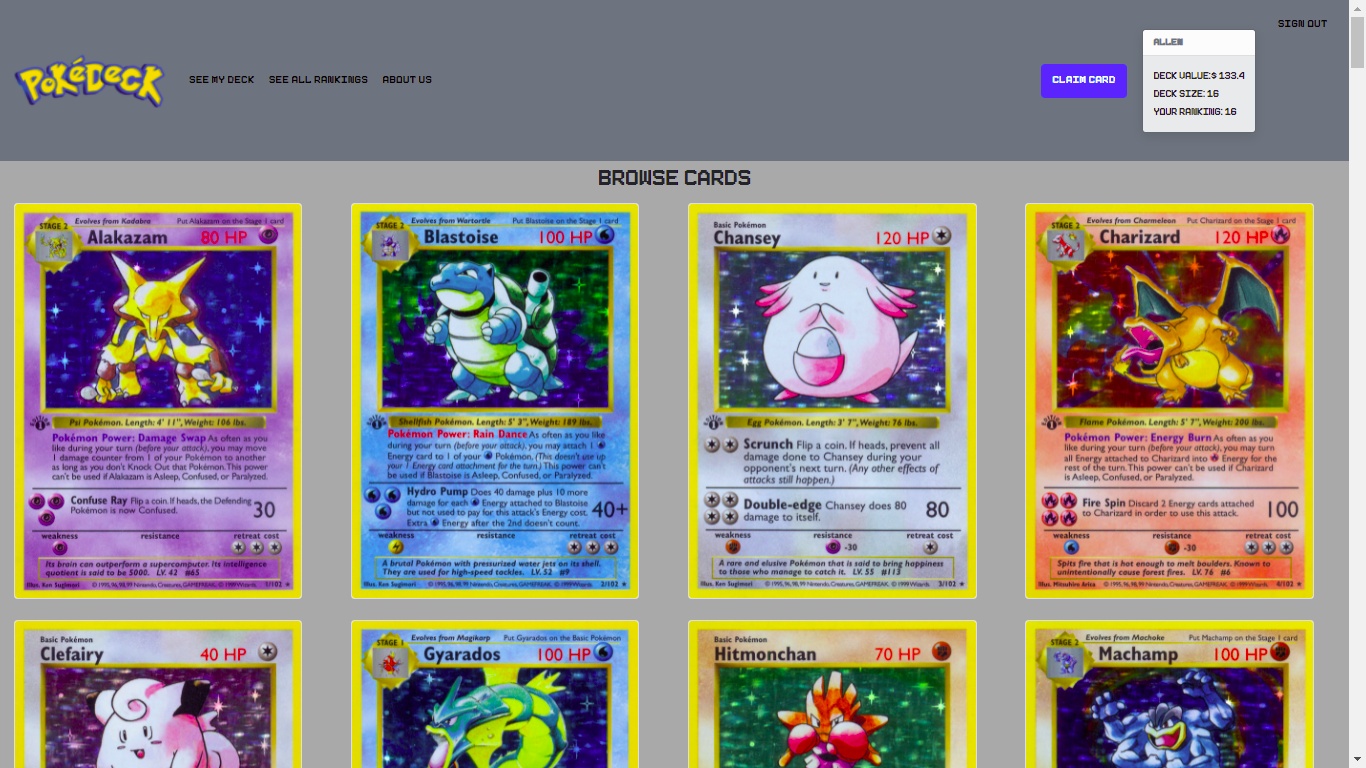 SIGN OUT
ALLEN
PokéDeck
SEE MY DECK SEE ALL RANKINGS ABOUT US
CLAIM CARD
DECK VALUE:$ 133.4
DECK SIZE: 16
YOUR RANKING: 16
BROWSE CARDS
STAGE 2
Evolves from Kadabra Put Alakazam on the Stage 1 card
Alakazam 80 HP
Psi Pokémon. Length: 4' 11", Weight: 106 lbs.
Pokémon Power: Damage Swap As often as you
like during your turn (before your attack), you may move
1 damage counter from 1 of your Pokémon to another
as long as you don't Knock Out that Pokémon. This power
can't be used if Alakazam is Asleep, Confused, or Paralyzed.
Confuse Ray Flip a coin. If heads, the Defending
Pokémon is now Confused.
30
weakness resistance retreat cost
Its brain can outperform a supercomputer. Its intelligence
quotient is said to be 5000. LV. 42 #65
Illus. Ken Sugimori © 1995, 96, 98, 99 Nintendo, Creatures, GAMEFREAK. © 1999 Wizards. 1/102
STAGE 2
Evolves from Wartortle Put Blastoise on the Stage 1 card
Blastoise 100 HP
Shellfish Pokémon. Length: 5' 3", Weight: 189 lbs.
Pokémon Power: Rain Dance As often as you like
during your turn (before your attack), you may attach 1
Energy card to 1 of your Pokémon. (This doesn't use up
your 1 Energy card attachment for the turn.) This power can't
be used if Blastoise is Asleep, Confused, or Paralyzed.
Hydro Pump Does 40 damage plus 10 more
damage for each Energy attached to Blastoise
but not used to pay for this attack's Energy cost.
Extra Energy after the 2nd doesn't count.
40+
weakness resistance retreat cost
A brutal Pokémon with pressurized water jets on its shell.
They are used for high-speed tackles. LV. 52 #9
Illus. Ken Sugimori © 1995, 96, 98, 99 Nintendo, Creatures, GAMEFREAK. © 1999 Wizards. 2/102
Basic Pokémon
Chansey 120 HP
Egg Pokémon. Length: 3' 7", Weight: 76 lbs.
Scrunch Flip a coin. If heads, prevent all
damage done to Chansey during your
opponent's next turn. (Any other effects of
attacks still happen.)
Double-edge Chansey does 80
damage to itself.
80
weakness resistance retreat cost
-30
A rare and elusive Pokémon that is said to bring happiness
to those who manage to catch it. LV. 55 #113
Illus. Ken Sugimori © 1995, 96, 98, 99 Nintendo, Creatures, GAMEFREAK. © 1999 Wizards. 3/102
STAGE 2
Evolves from Charmeleon Put Charizard on the Stage 1 card
Charizard 120 HP
Flame Pokémon. Length: 5' 7", Weight: 200 lbs.
Pokémon Power: Energy Burn As often as you
like during your turn (before your attack), you may turn
all Energy attached to Charizard into Energy for the
rest of the turn. This power can't be used if Charizard
is Asleep, Confused, or Paralyzed.
Fire Spin Discard 2 Energy cards attached
to Charizard in order to use this attack.
100
weakness resistance retreat cost
-30
Spits fire that is hot enough to melt boulders. Known to
unintentionally cause forest fires. LV. 76 #6
Illus. Mitsuhiro Arita © 1995, 96, 98, 99 Nintendo, Creatures, GAMEFREAK. © 1999 Wizards. 4/102
Basic Pokémon
Clefairy 40 HP
STAGE 1
Evolves from Magikarp Put Gyarados on the Basic Pokémon
Gyarados 100 HP
Basic Pokémon
Hitmonchan 70 HP
STAGE 2
Evolves from Machoke Put Machamp on the Stage 1 card
Machamp 100 HP